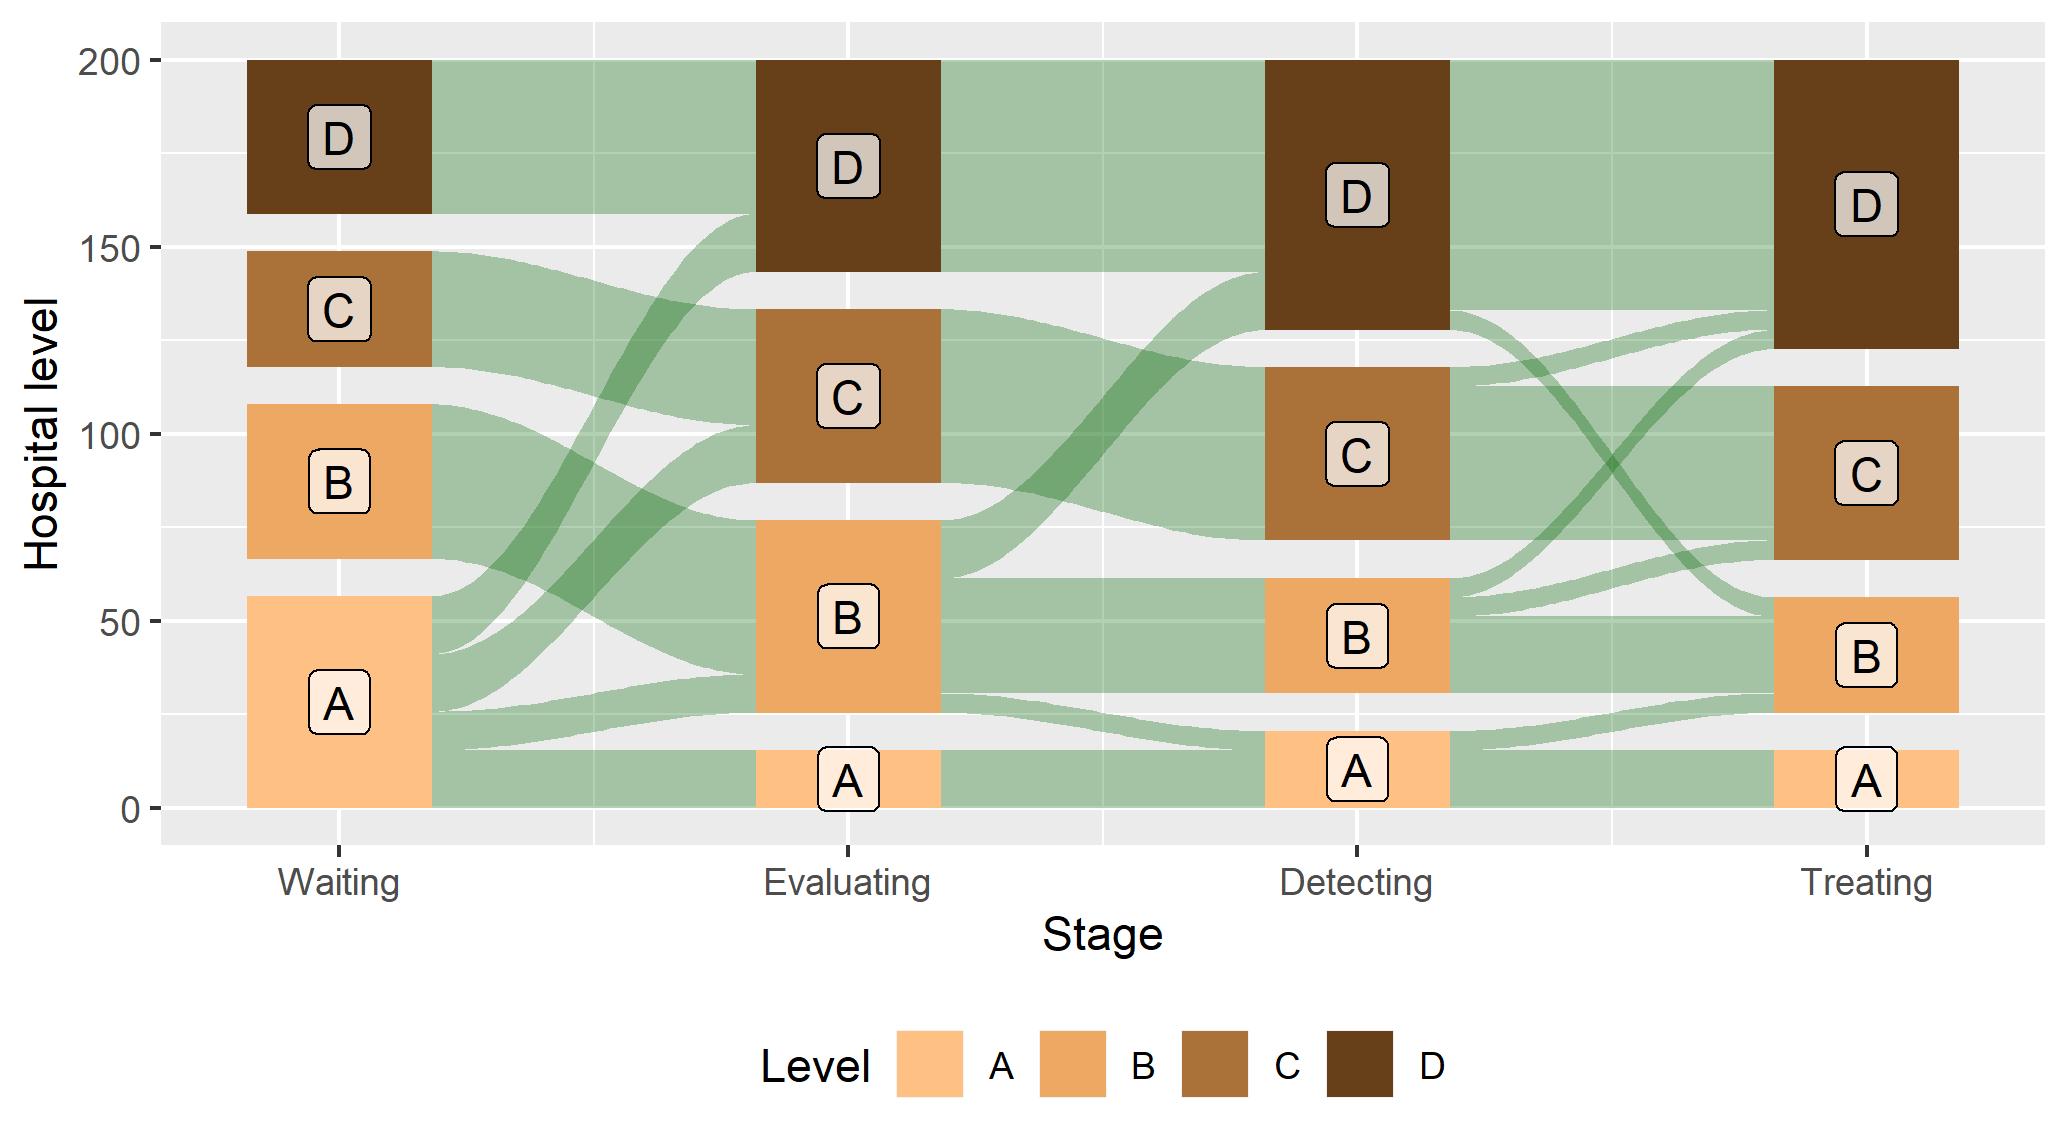 Hospital level
200
150
100
50
0
D
C
B
A
D
C
B
A
D
C
B
A
D
C
B
A
Waiting Evaluating Detecting Treating
Stage
Level A B C D